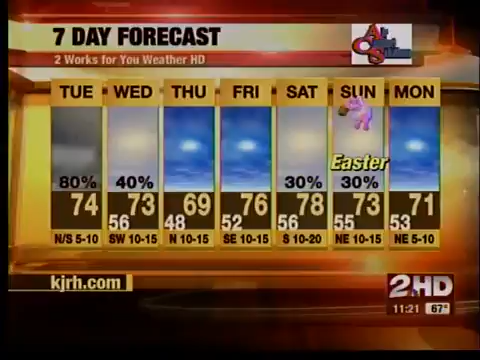 7 DAY FORECAST
2 Works for You Weather HD
TUE WED THU FRI SAT SUN MON
Easter
80% 40% 30% 30%
74 73 69 76 78 73 71
56 48 52 56 55 53
N/S 5-10 SW 10-15 N 10-15 SE 10-15 S 10-20 NE 10-15 NE 5-10
kjrh.com
2HD
11:21 67°